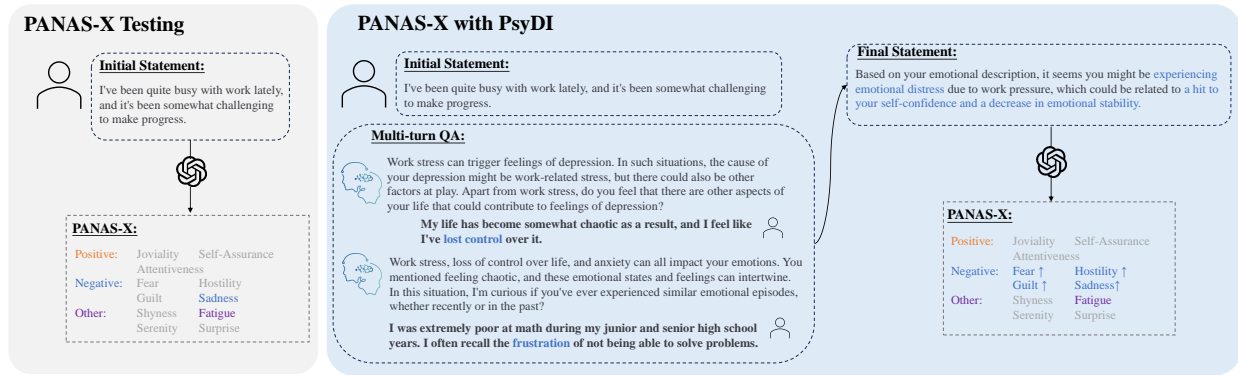 PANAS-X Testing
Initial Statement:
I've been quite busy with work lately,
and it's been somewhat challenging
to make progress.
PANAS-X:
Positive: Joviality Self-Assurance
Attentiveness
Negative: Fear Hostility
Guilt Sadness
Other: Shyness Fatigue
Serenity Surprise
PANAS-X with PsyDI
Initial Statement:
I've been quite busy with work lately, and it's been somewhat challenging
to make progress.
Multi-turn QA:
Work stress can trigger feelings of depression. In such situations, the cause of
your depression might be work-related stress, but there could also be other
factors at play. Apart from work stress, do you feel that there are other aspects of
your life that could contribute to feelings of depression?
My life has become somewhat chaotic as a result, and I feel like
I've lost control over it.
Work stress, loss of control over life, and anxiety can all impact your emotions. You
mentioned feeling chaotic, and these emotional states and feelings can intertwine.
In this situation, I'm curious if you've ever experienced similar emotional episodes,
whether recently or in the past?
I was extremely poor at math during my junior and senior high school
years. I often recall the frustration of not being able to solve problems.
Final Statement:
Based on your emotional description, it seems you might be experiencing
emotional distress due to work pressure, which could be related to a hit to
your self-confidence and a decrease in emotional stability.
PANAS-X:
Positive: Joviality Self-Assurance
Attentiveness
Negative: Fear ↑ Hostility ↑
Guilt ↑ Sadness↑
Other: Shyness Fatigue
Serenity Surprise